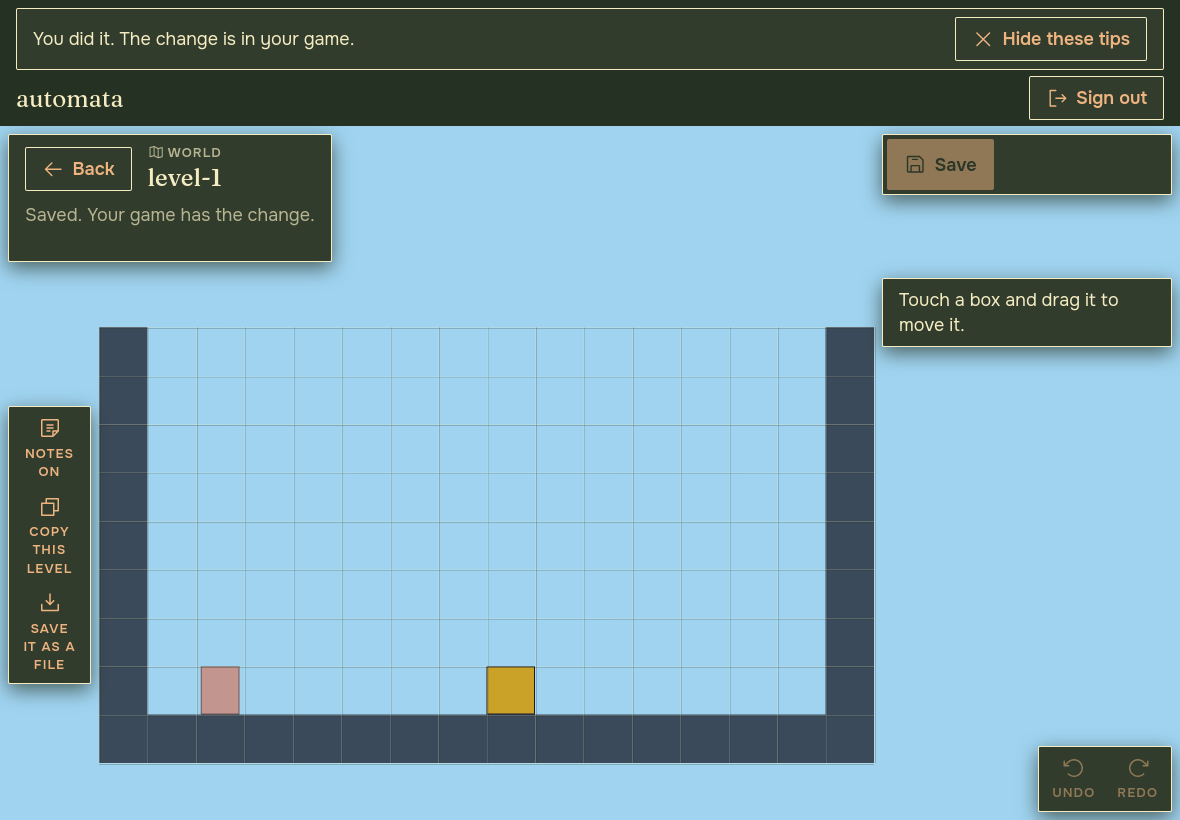 You did it. The change is in your game.
Hide these tips
automata
Sign out
Back
WORLD
level-1
Saved. Your game has the change.
Save
Touch a box and drag it to
move it.
NOTES
ON
COPY
THIS
LEVEL
SAVE
IT AS A
FILE
UNDO
REDO